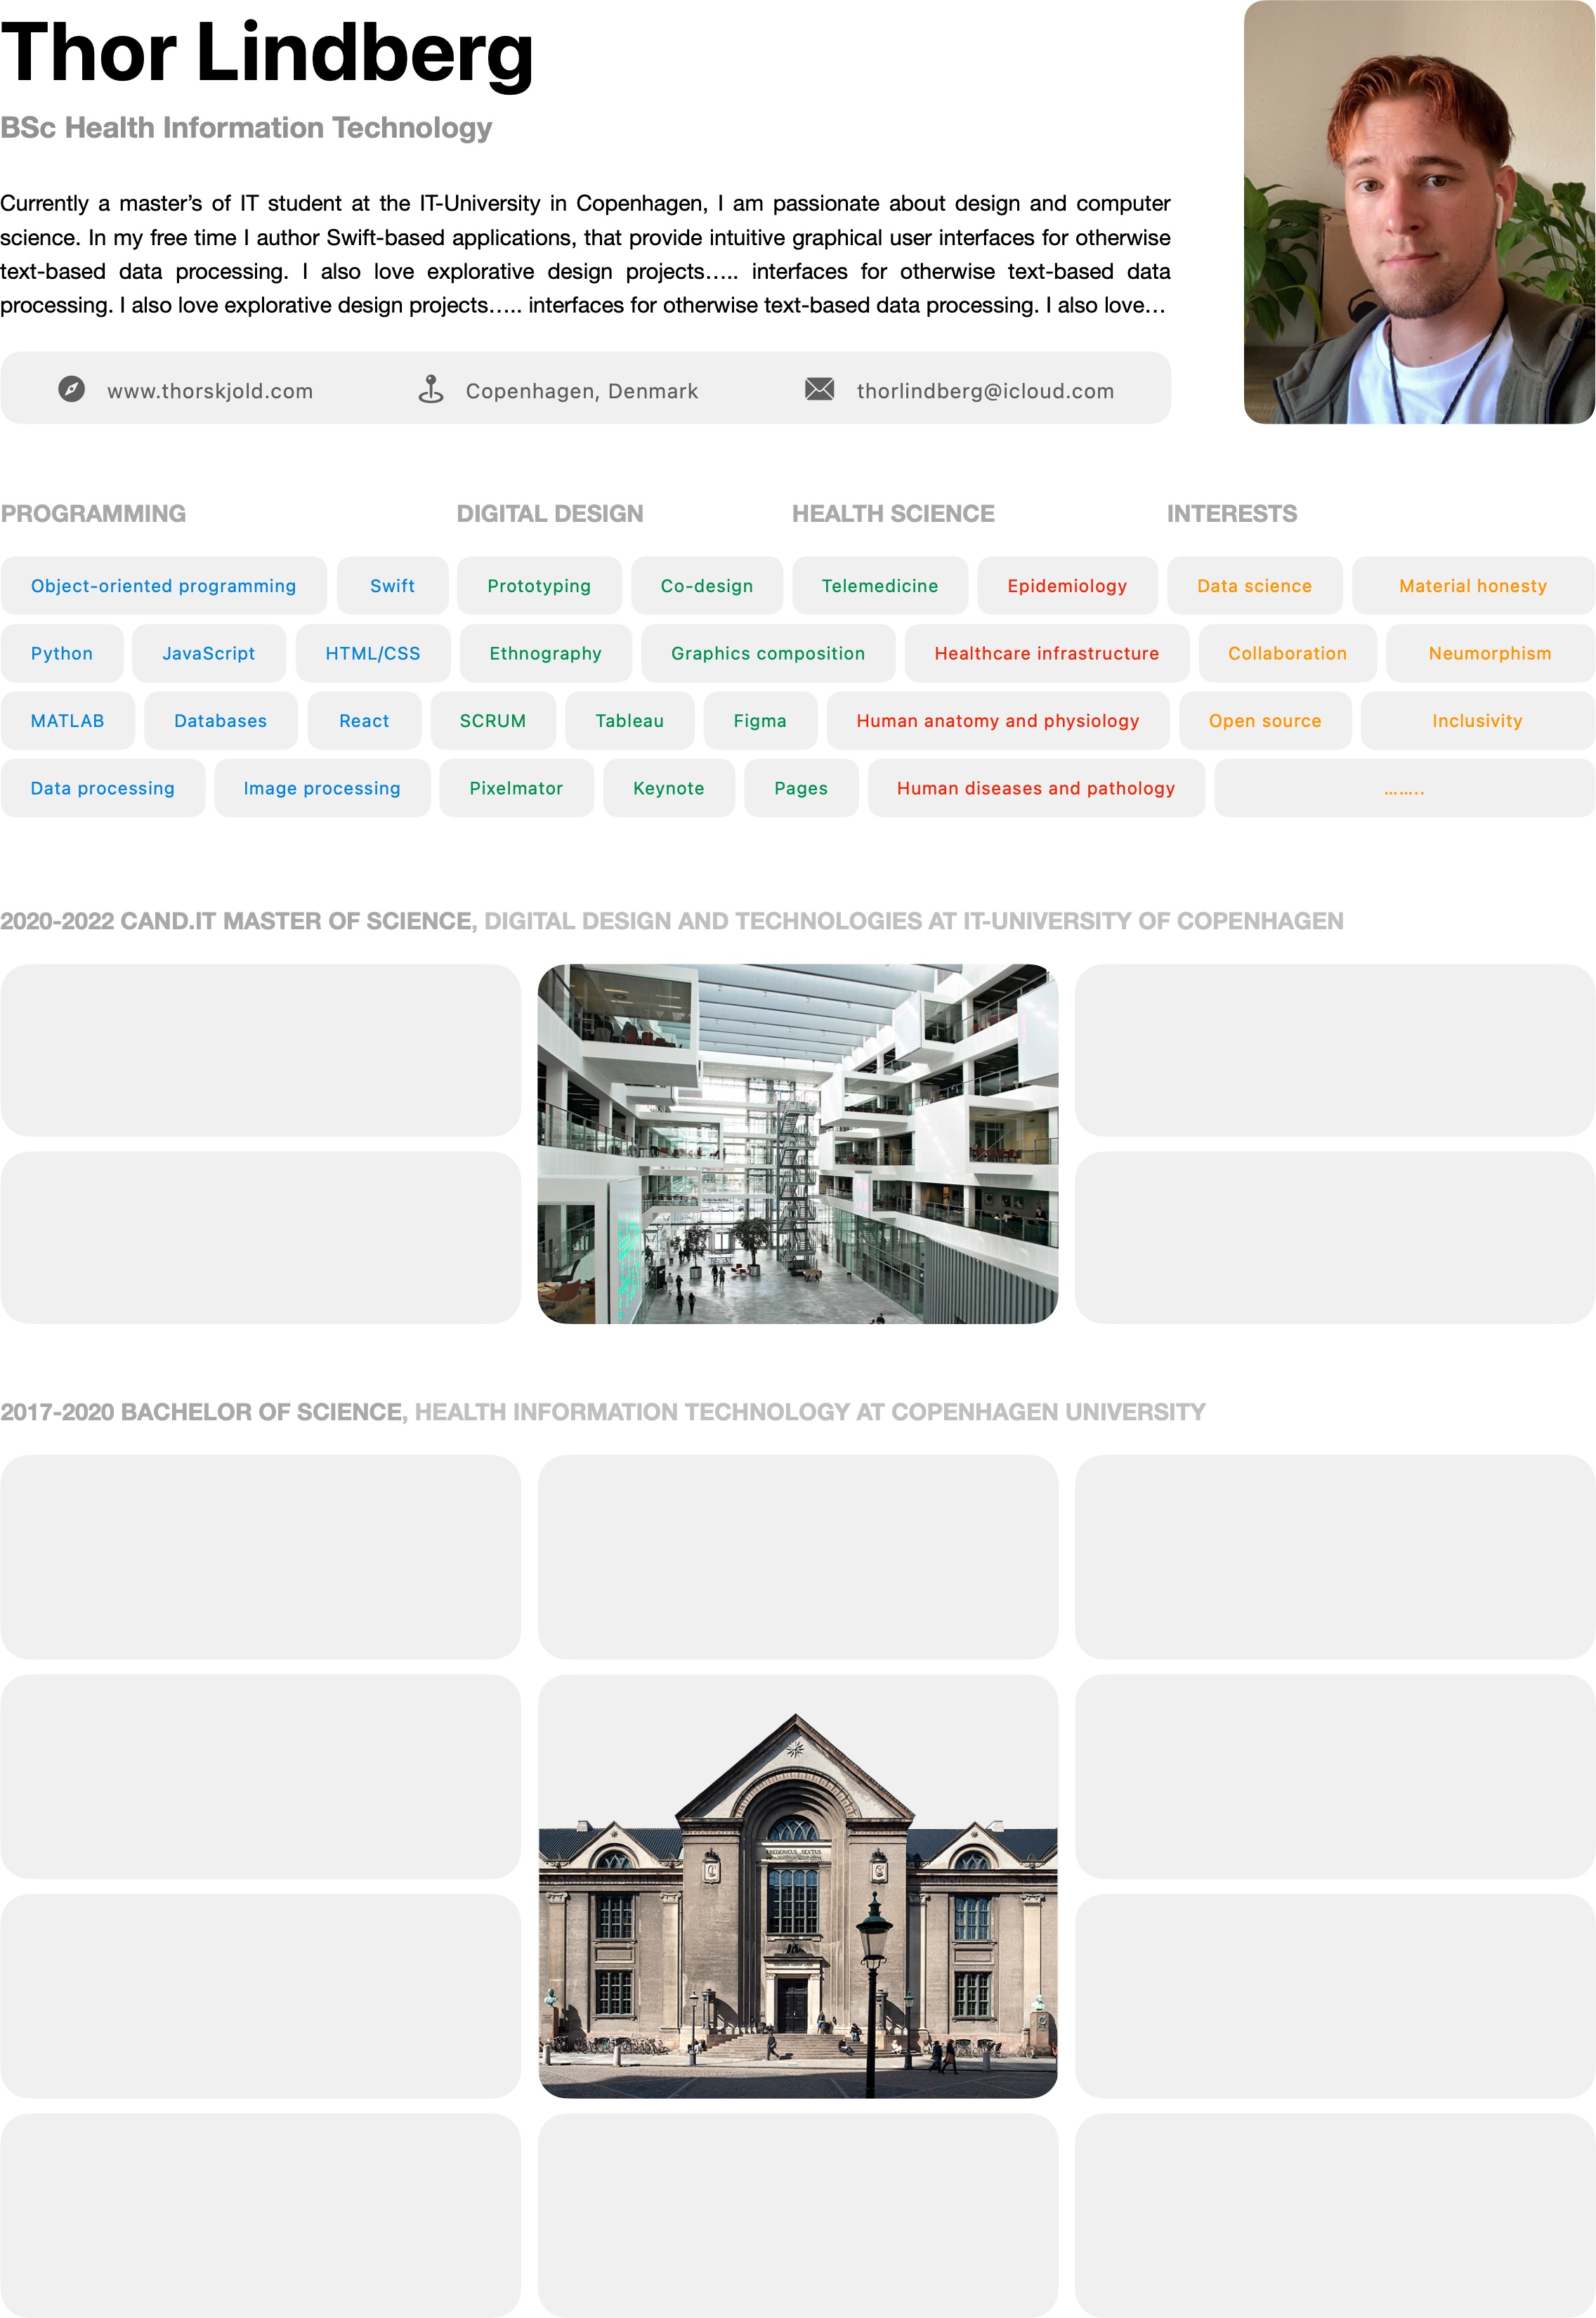 Thor Lindberg
BSc Health Information Technology
Currently a master’s of IT student at the IT-University in Copenhagen, I am passionate about design and computer
science. In my free time I author Swift-based applications, that provide intuitive graphical user interfaces for otherwise
text-based data processing. I also love explorative design projects….. interfaces for otherwise text-based data
processing. I also love explorative design projects….. interfaces for otherwise text-based data processing. I also love…
www.thorskjold.com Copenhagen, Denmark thorlindberg@icloud.com
PROGRAMMING DIGITAL DESIGN HEALTH SCIENCE INTERESTS
Object-oriented programming Swift Prototyping Co-design Telemedicine Epidemiology Data science Material honesty
Python JavaScript HTML/CSS Ethnography Graphics composition Healthcare infrastructure Collaboration Neumorphism
MATLAB Databases React SCRUM Tableau Figma Human anatomy and physiology Open source Inclusivity
Data processing Image processing Pixelmator Keynote Pages Human diseases and pathology ……..
2020-2022 CAND.IT MASTER OF SCIENCE, DIGITAL DESIGN AND TECHNOLOGIES AT IT-UNIVERSITY OF COPENHAGEN
2017-2020 BACHELOR OF SCIENCE, HEALTH INFORMATION TECHNOLOGY AT COPENHAGEN UNIVERSITY
FREDERICUS SEXTUS